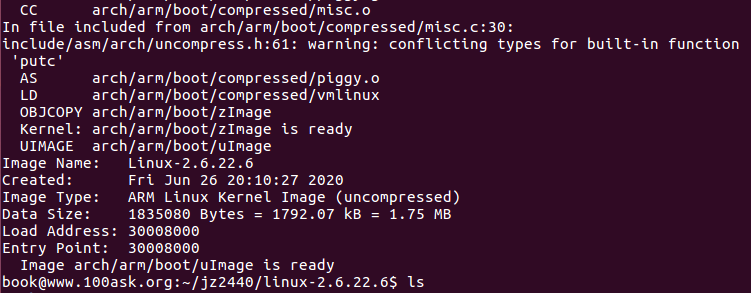 CC      arch/arm/boot/compressed/misc.o
In file included from arch/arm/boot/compressed/misc.c:30:
include/asm/arch/uncompress.h:61: warning: conflicting types for built-in function
 'putc'
  AS      arch/arm/boot/compressed/piggy.o
  LD      arch/arm/boot/compressed/vmlinux
  OBJCOPY arch/arm/boot/zImage
  Kernel: arch/arm/boot/zImage is ready
  UIMAGE  arch/arm/boot/uImage
Image Name:   Linux-2.6.22.6
Created:      Fri Jun 26 20:10:27 2020
Image Type:   ARM Linux Kernel Image (uncompressed)
Data Size:    1835080 Bytes = 1792.07 kB = 1.75 MB
Load Address: 30008000
Entry Point:  30008000
  Image arch/arm/boot/uImage is ready
book@www.100ask.org:~/jz2440/linux-2.6.22.6$ ls